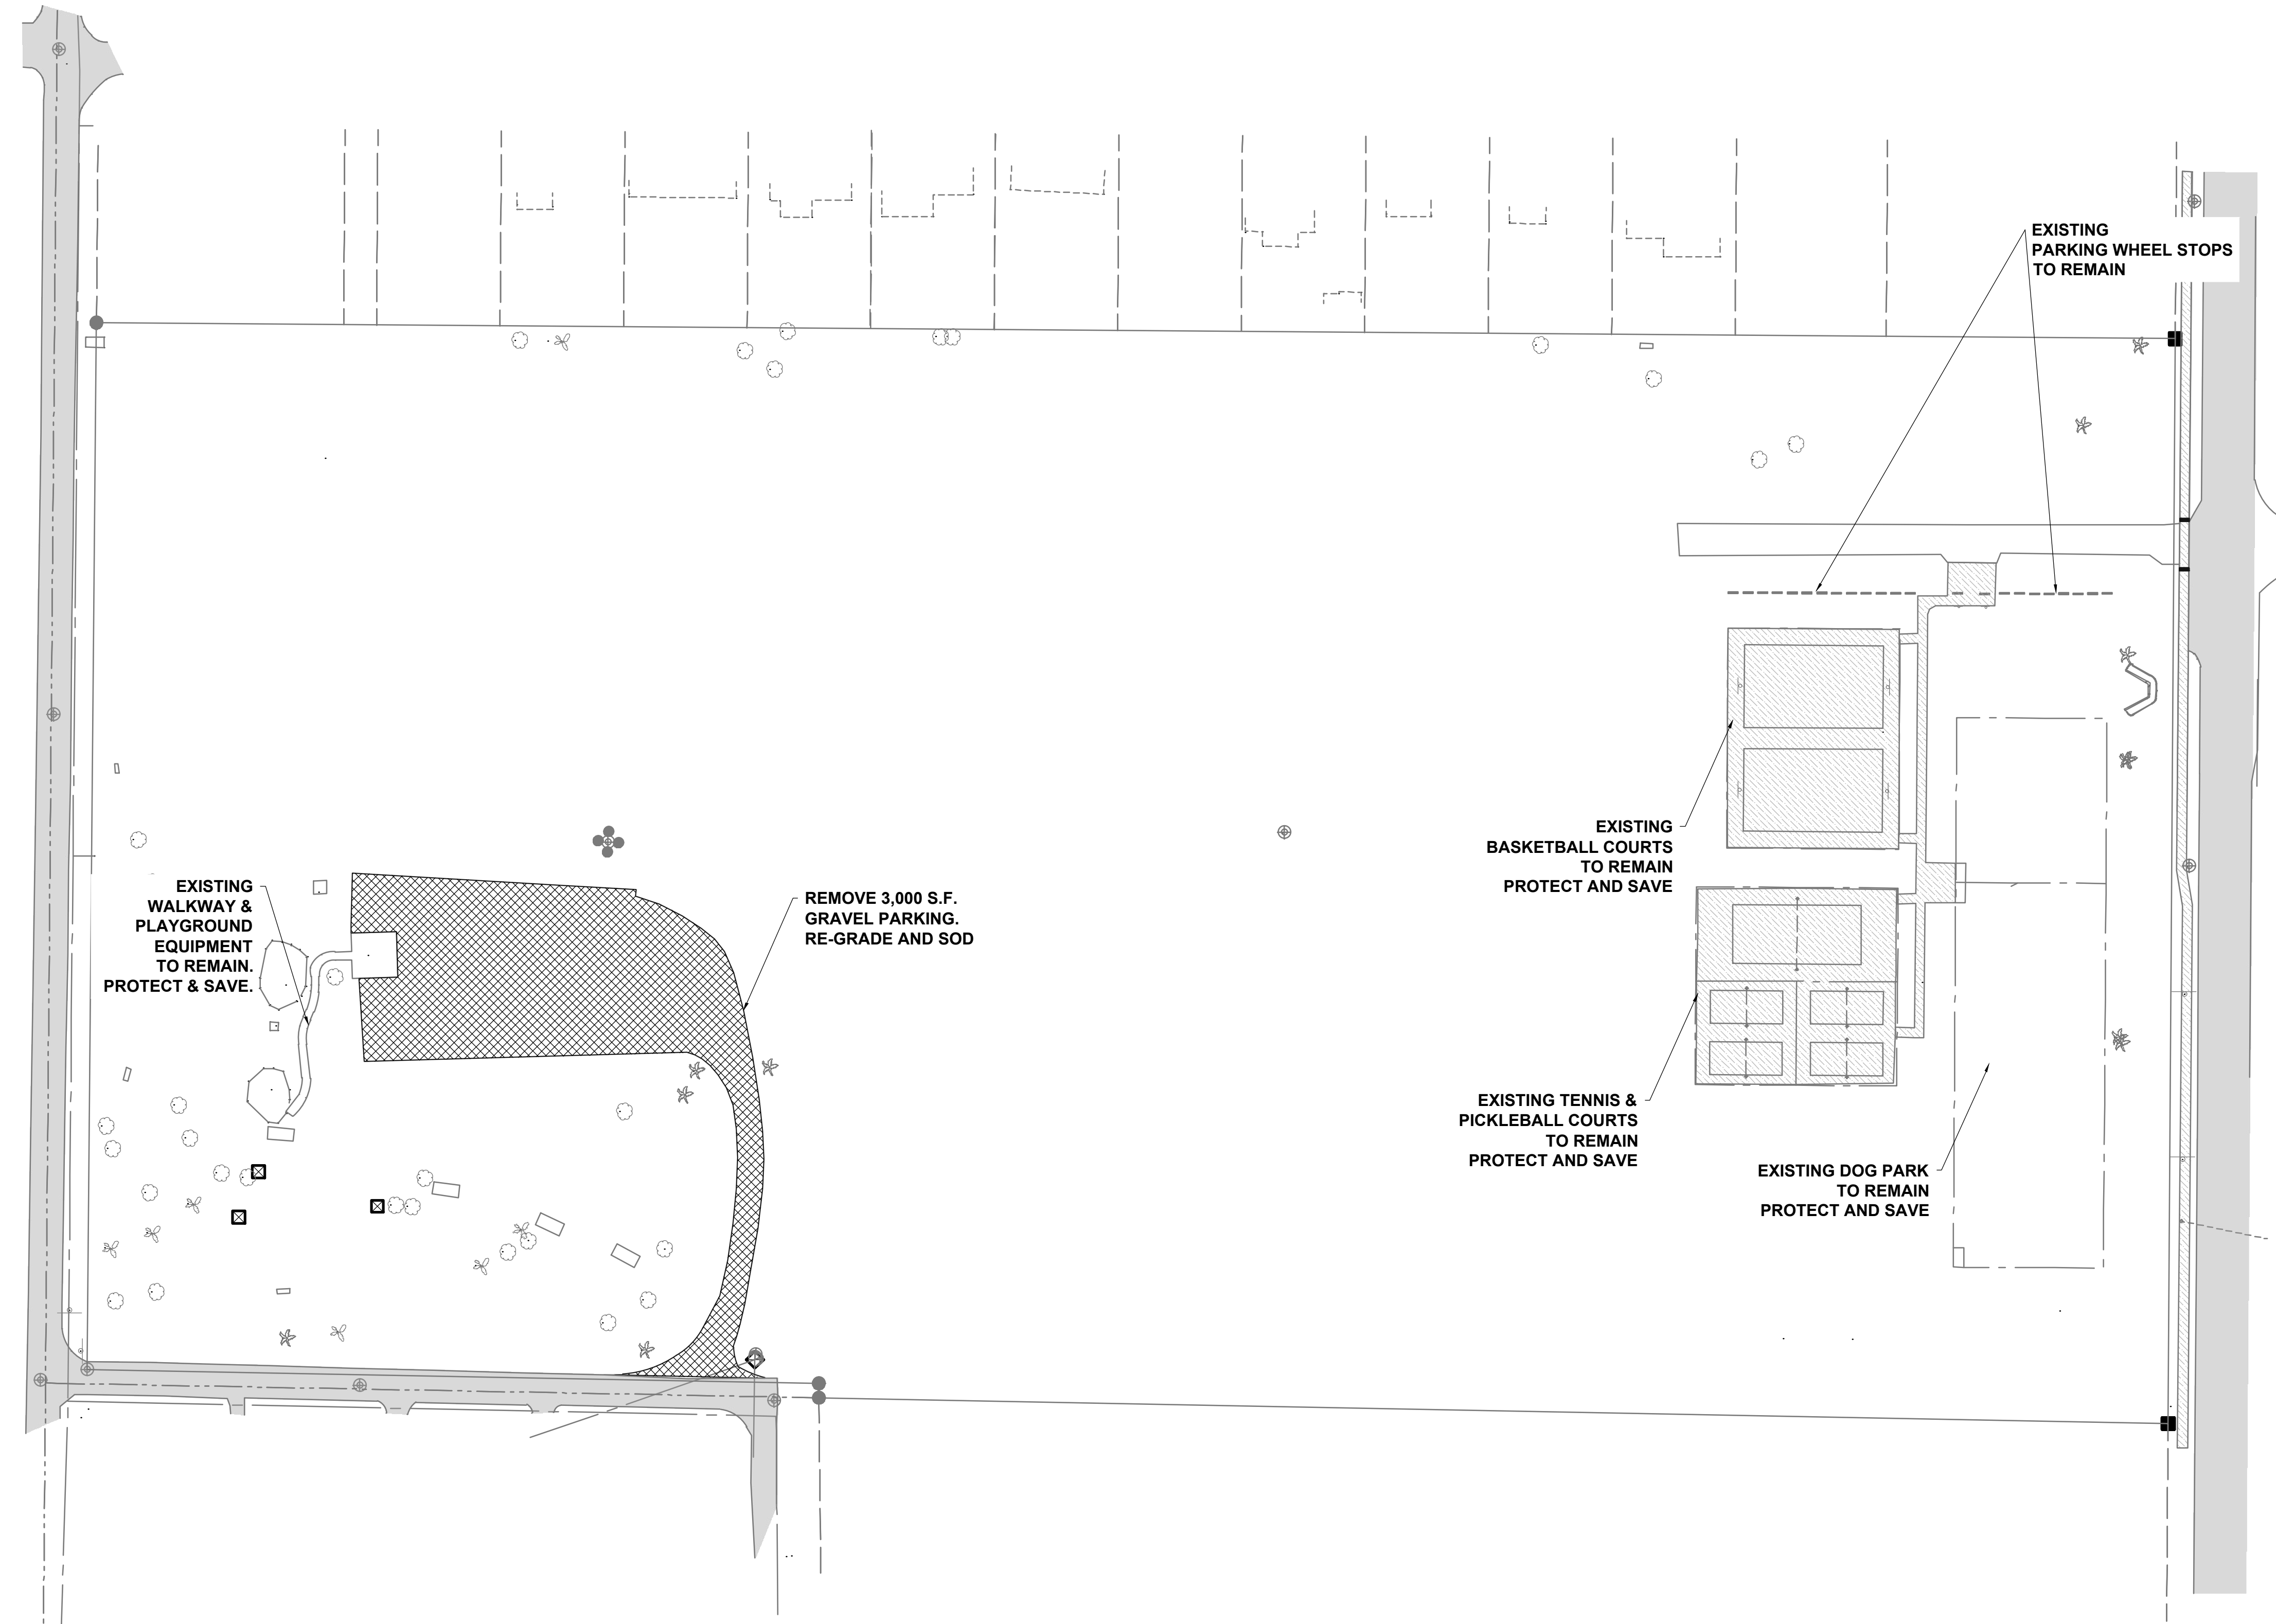 EXISTING
PARKING WHEEL STOPS
TO REMAIN
EXISTING
BASKETBALL COURTS
TO REMAIN
PROTECT AND SAVE
EXISTING
WALKWAY &
PLAYGROUND
EQUIPMENT
TO REMAIN.
PROTECT & SAVE.
REMOVE 3,000 S.F.
GRAVEL PARKING.
RE-GRADE AND SOD
EXISTING TENNIS &
PICKLEBALL COURTS
TO REMAIN
PROTECT AND SAVE
EXISTING DOG PARK
TO REMAIN
PROTECT AND SAVE